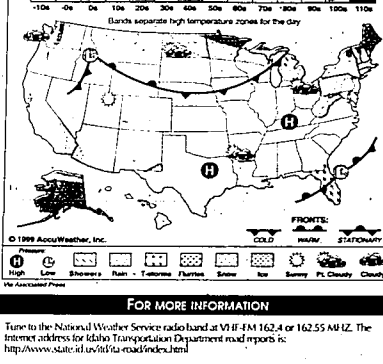 -10s -0s 0s 10s 20s 30s 40s 50s 60s 70s 80s 90s 100s 110s
Bands separate high temperature zones for the day
L
H
H
L
FRONTS:
© 1999 AccuWeather, Inc.
COLD WARM STATIONARY
Pressure:
H L
High Low Showers Rain T-storms Flurries Snow Ice Sunny Pt. Cloudy Cloudy
Via Associated Press
FOR MORE INFORMATION
Tune to the National Weather Service radio band at VHF-FM 162.4 or 162.55 MHZ. The
Internet address for Idaho Transportation Department road reports is:
http://www.state.id.us/itd/ita-road/index.html